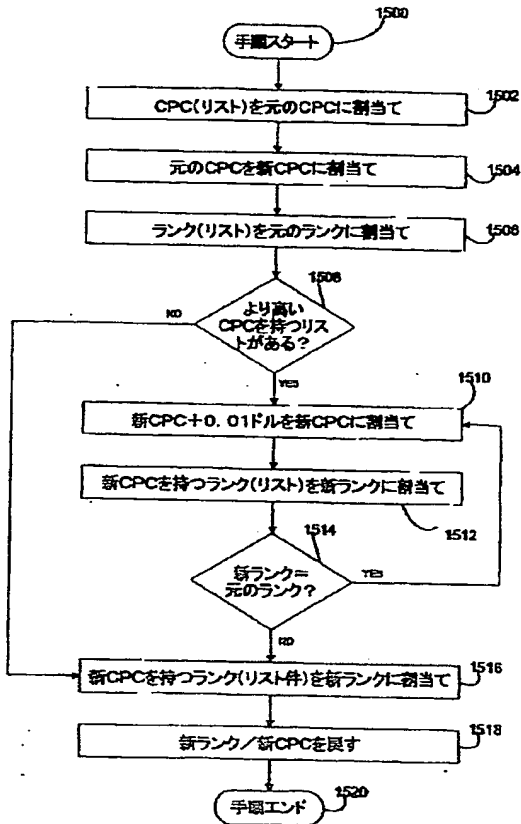 1500
手順スタート
1502
CPC(リスト)を元のCPCに割当て
1504
元のCPCを新CPCに割当て
1506
ランク(リスト)を元のランクに割当て
1508
より高い
CPCを持つリス
トがある?
NO
YES
1510
新CPC+0.01ドルを新CPCに割当て
新CPCを持つランク(リスト)を新ランクに割当て
1512
1514
新ランク=
元のランク?
YES
NO
1516
新CPCを持つランク(リスト件)を新ランクに割当て
1518
新ランク/新CPCを戻す
手順エンド
1520